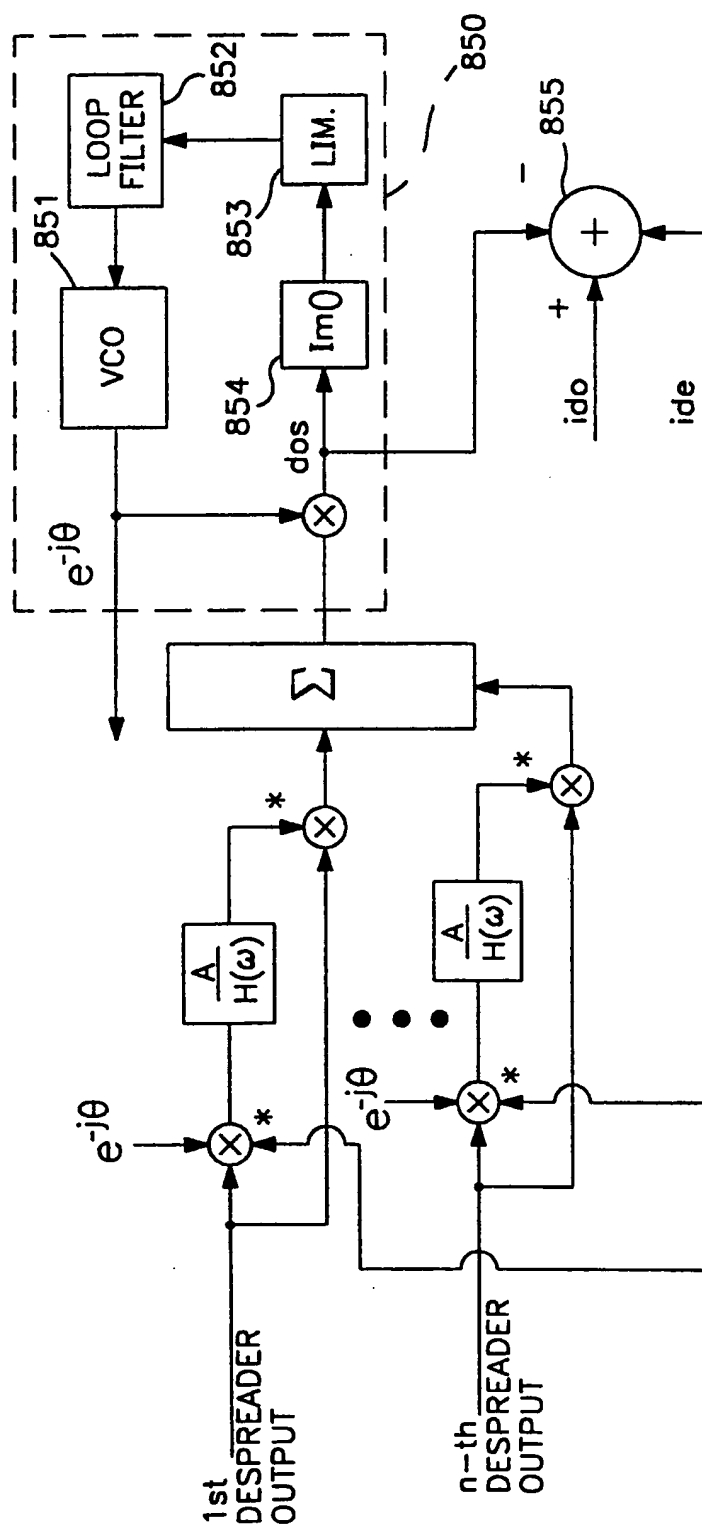 1st
DESPREADER
OUTPUT
e-jθ
*
A
H(ω)
*
n-th
DESPREADER
OUTPUT
e-jθ
*
A
H(ω)
*
Σ
e-jθ
VCO
851
LOOP
FILTER
852
LIM.
853
Im()
854
dos
850
855
+
-
+
ido
ide